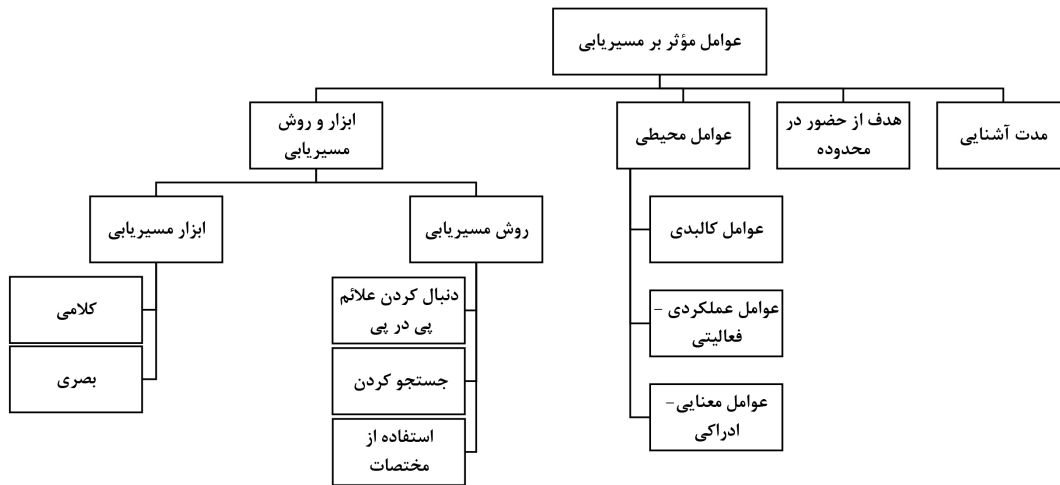 عوامل مؤثر بر مسیریابی
مدت آشنایی
هدف از حضور در
محدوده
عوامل محیطی
ابزار و روش
مسیریابی
عوامل کالبدی
عوامل عملکردی –
فعالیتی
عوامل معنایی–
ادراکی
روش مسیریابی
دنبال کردن علائم
پی در پی
جستجو کردن
استفاده از
مختصات
ابزار مسیریابی
کلامی
بصری